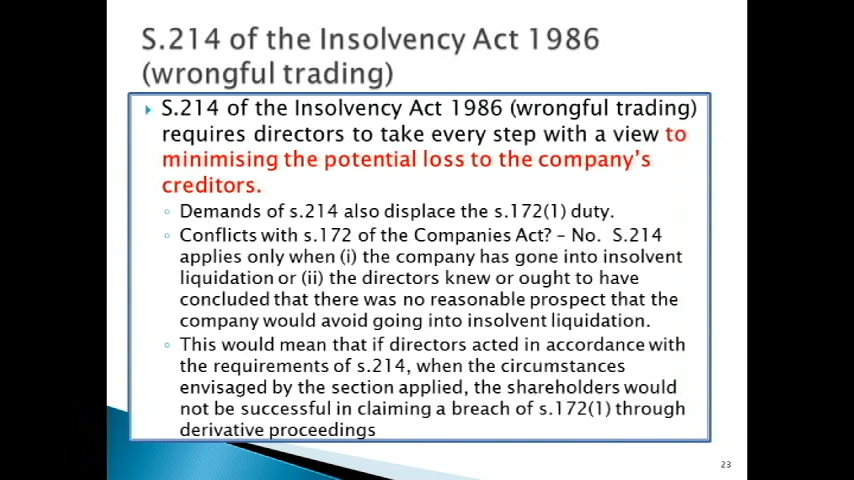 S.214 of the Insolvency Act 1986
(wrongful trading)
S.214 of the Insolvency Act 1986 (wrongful trading)
requires directors to take every step with a view to
minimising the potential loss to the company's
creditors.
Demands of s.214 also displace the s.172(1) duty.
Conflicts with s.172 of the Companies Act? – No. S.214
applies only when (i) the company has gone into insolvent
liquidation or (ii) the directors knew or ought to have
concluded that there was no reasonable prospect that the
company would avoid going into insolvent liquidation.
This would mean that if directors acted in accordance with
the requirements of s.214, when the circumstances
envisaged by the section applied, the shareholders would
not be successful in claiming a breach of s.172(1) through
derivative proceedings
23